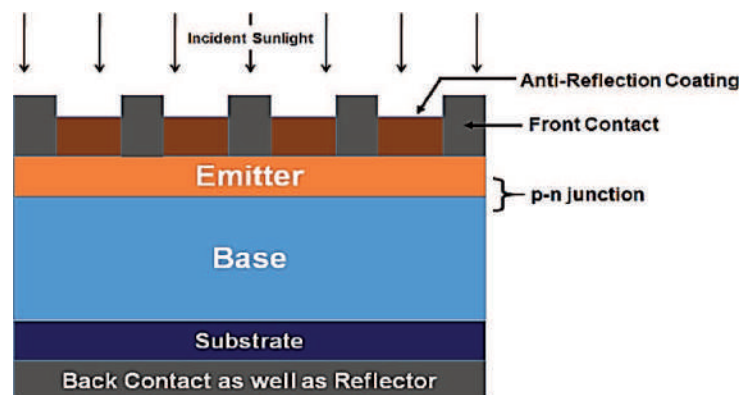 Incident Sunlight
Anti-Reflection Coating
Front Contact
Emitter
p-n junction
Base
Substrate
Back Contact as well as Reflector